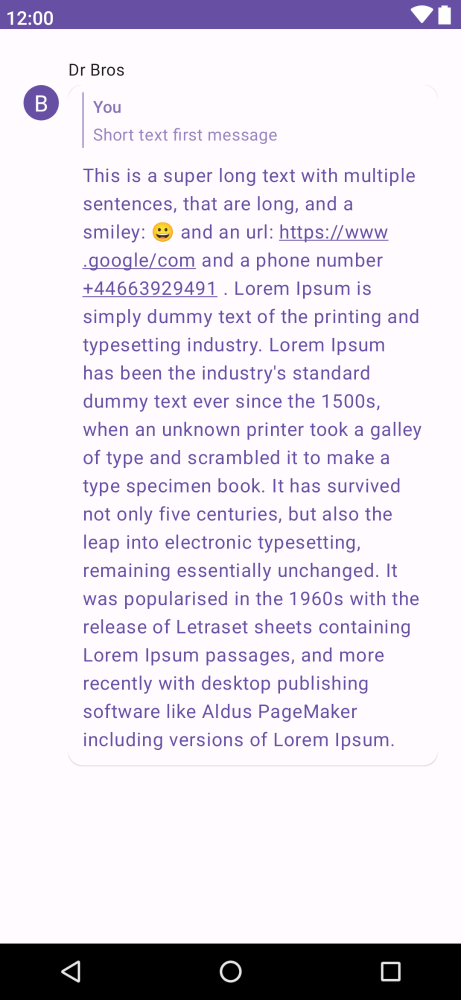 12:00
Dr Bros
B
You
Short text first message
This is a super long text with multiple
sentences, that are long, and a
smiley: 😀 and an url: https://www
.google/com and a phone number
+44663929491 . Lorem Ipsum is
simply dummy text of the printing and
typesetting industry. Lorem Ipsum
has been the industry's standard
dummy text ever since the 1500s,
when an unknown printer took a galley
of type and scrambled it to make a
type specimen book. It has survived
not only five centuries, but also the
leap into electronic typesetting,
remaining essentially unchanged. It
was popularised in the 1960s with the
release of Letraset sheets containing
Lorem Ipsum passages, and more
recently with desktop publishing
software like Aldus PageMaker
including versions of Lorem Ipsum.